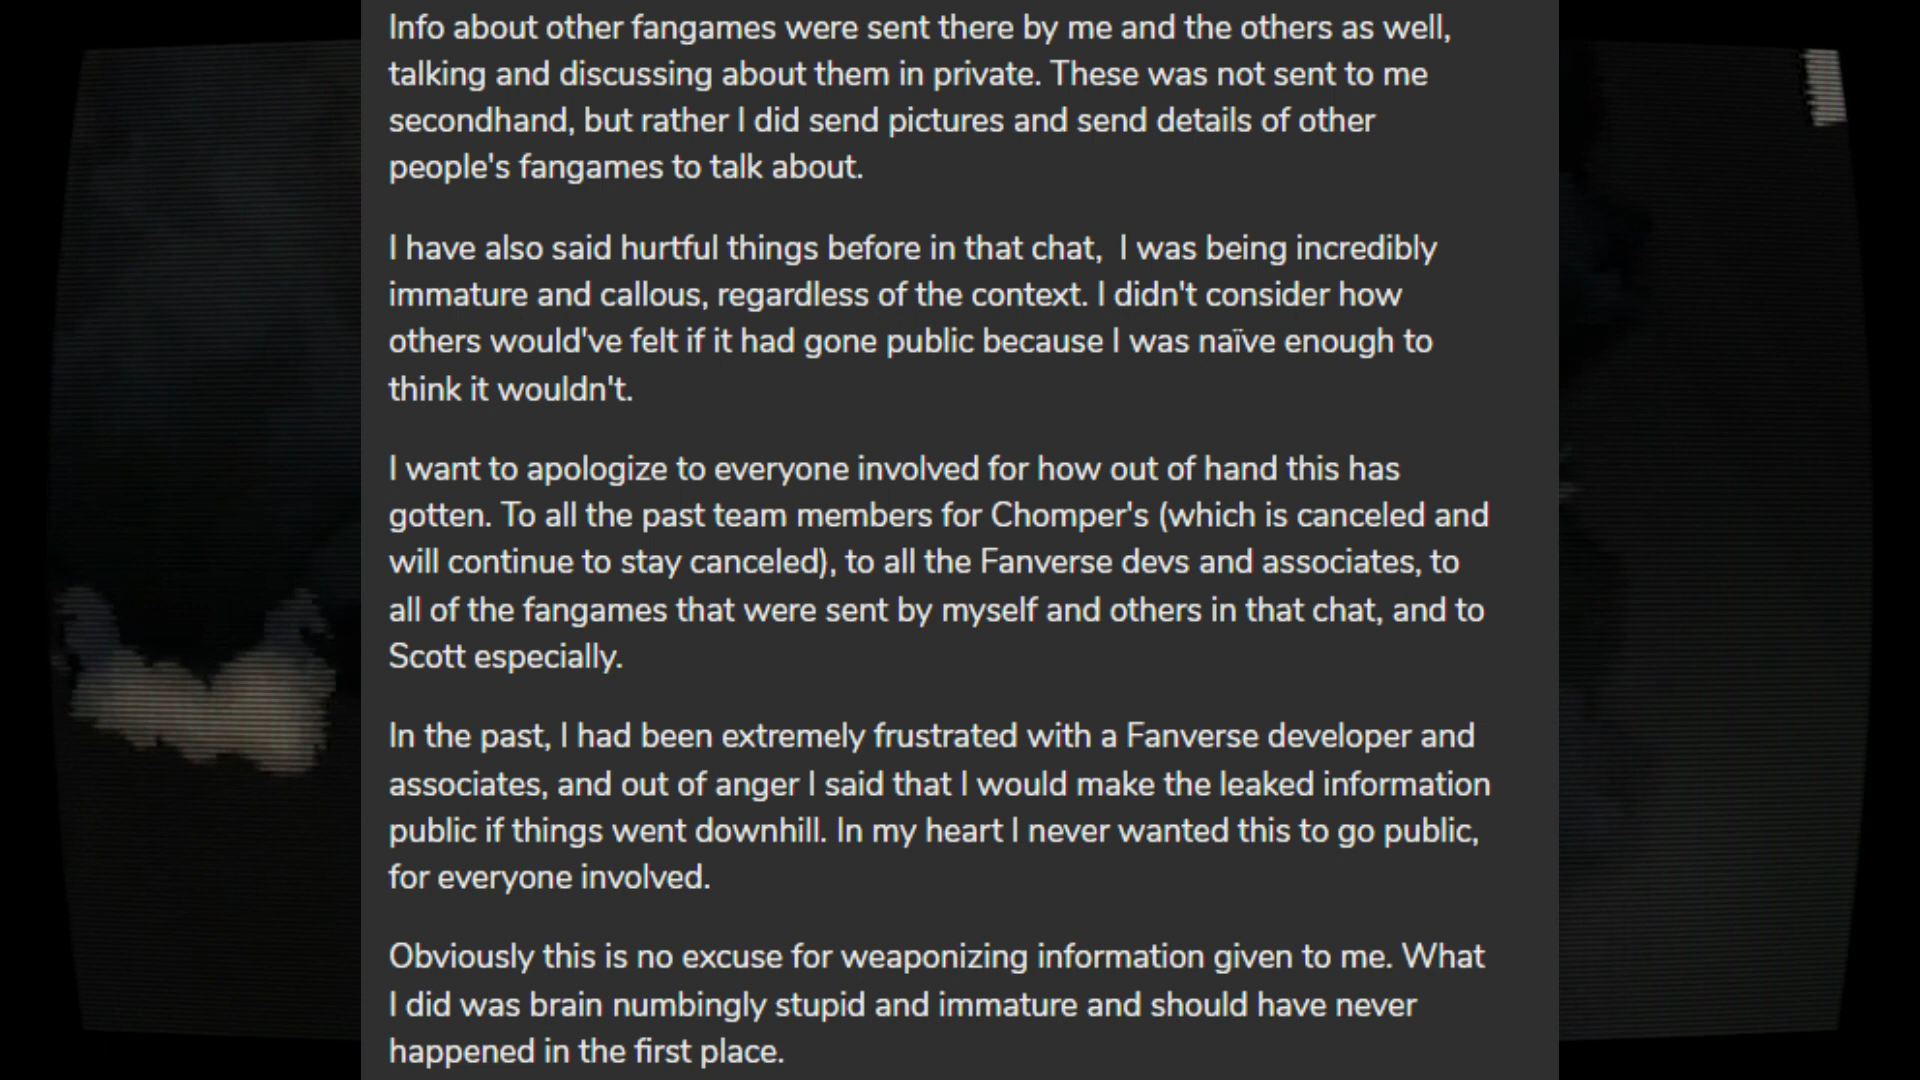 Info about other fangames were sent there by me and the others as well,
talking and discussing about them in private. These was not sent to me
secondhand, but rather I did send pictures and send details of other
people's fangames to talk about.
I have also said hurtful things before in that chat,  I was being incredibly
immature and callous, regardless of the context. I didn't consider how
others would've felt if it had gone public because I was naïve enough to
think it wouldn't.
I want to apologize to everyone involved for how out of hand this has
gotten. To all the past team members for Chomper's (which is canceled and
will continue to stay canceled), to all the Fanverse devs and associates, to
all of the fangames that were sent by myself and others in that chat, and to
Scott especially.
In the past, I had been extremely frustrated with a Fanverse developer and
associates, and out of anger I said that I would make the leaked information
public if things went downhill. In my heart I never wanted this to go public,
for everyone involved.
Obviously this is no excuse for weaponizing information given to me. What
I did was brain numbingly stupid and immature and should have never
happened in the first place.